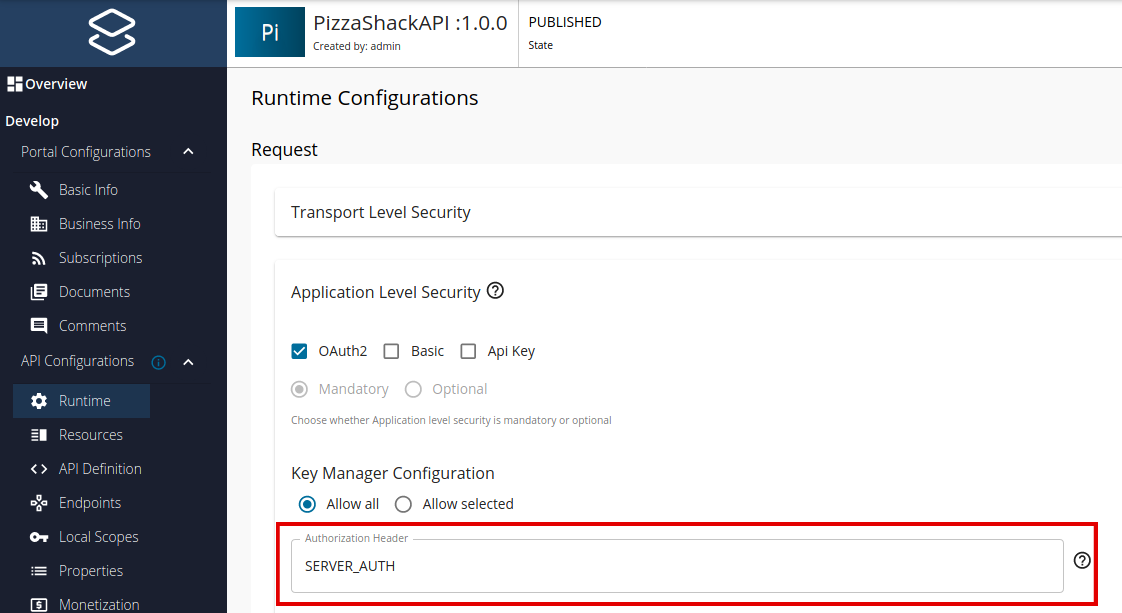 Pi
PizzaShackAPI :1.0.0
Created by: admin
PUBLISHED
State
Overview
Develop
Portal Configurations
Basic Info
Business Info
Subscriptions
Documents
Comments
API Configurations
Runtime
Resources
API Definition
Endpoints
Local Scopes
Properties
Monetization
Runtime Configurations
Request
Transport Level Security
Application Level Security
OAuth2 Basic Api Key
Mandatory Optional
Choose whether Application level security is mandatory or optional
Key Manager Configuration
Allow all Allow selected
Authorization Header
SERVER_AUTH